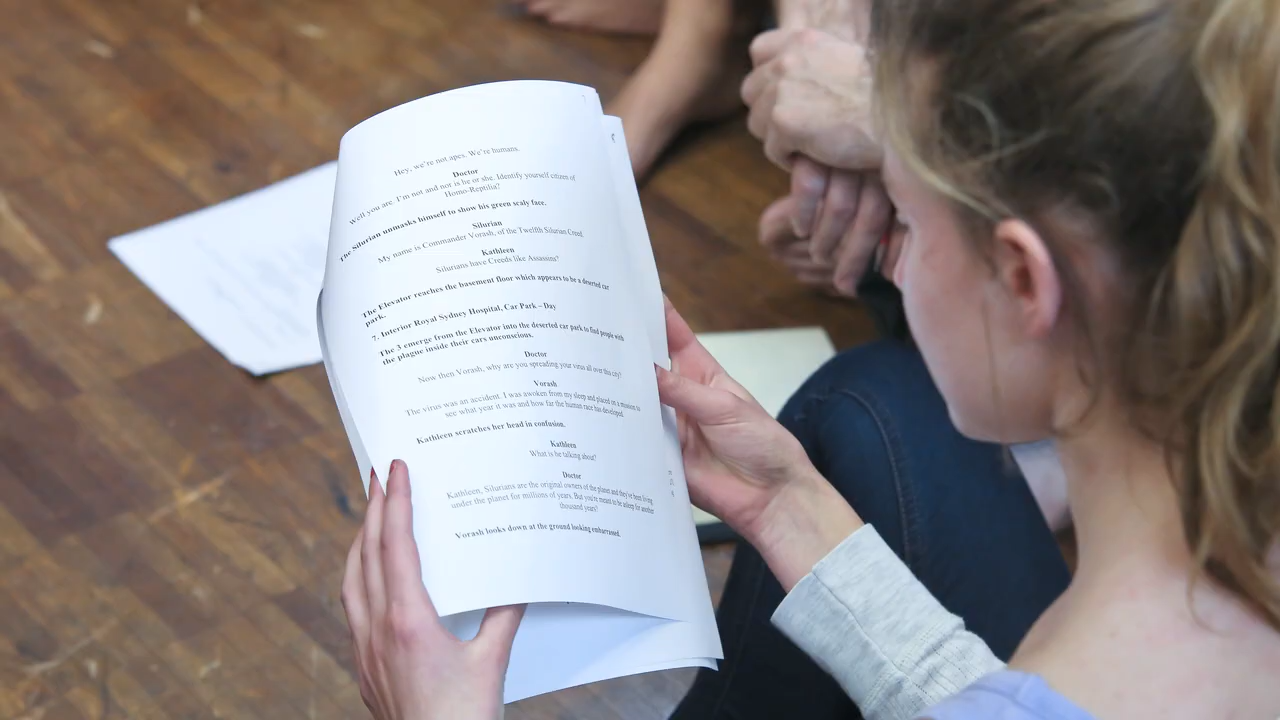 Hey, we're not apes. We're humans.
Doctor
Well you are. I'm not and nor is he or she. Identify yourself citizen of
Homo-Reptilia?
The Silurian unmasks himself to show his green scaly face.
Silurian
My name is Commander Vorash, of the Twelfth Silurian Creed.
Kathleen
Silurians have Creeds like Assassins?
The Elevator reaches the basement floor which appears to be a deserted car
park.
7. Interior Royal Sydney Hospital, Car Park – Day
The 3 emerge from the Elevator into the deserted car park to find people with
the plague inside their cars unconscious.
Doctor
Now then Vorash, why are you spreading your virus all over this city?
Vorash
The virus was an accident. I was awoken from my sleep and placed on a mission to
see what year it was and how far the human race has developed.
Kathleen scratches her head in confusion.
Kathleen
What is he talking about?
Doctor
Kathleen, Silurians are the original owners of the planet and they've been living
under the planet for millions of years. But you're meant to be asleep for another
thousand years?
Vorash looks down at the ground looking embarrassed.